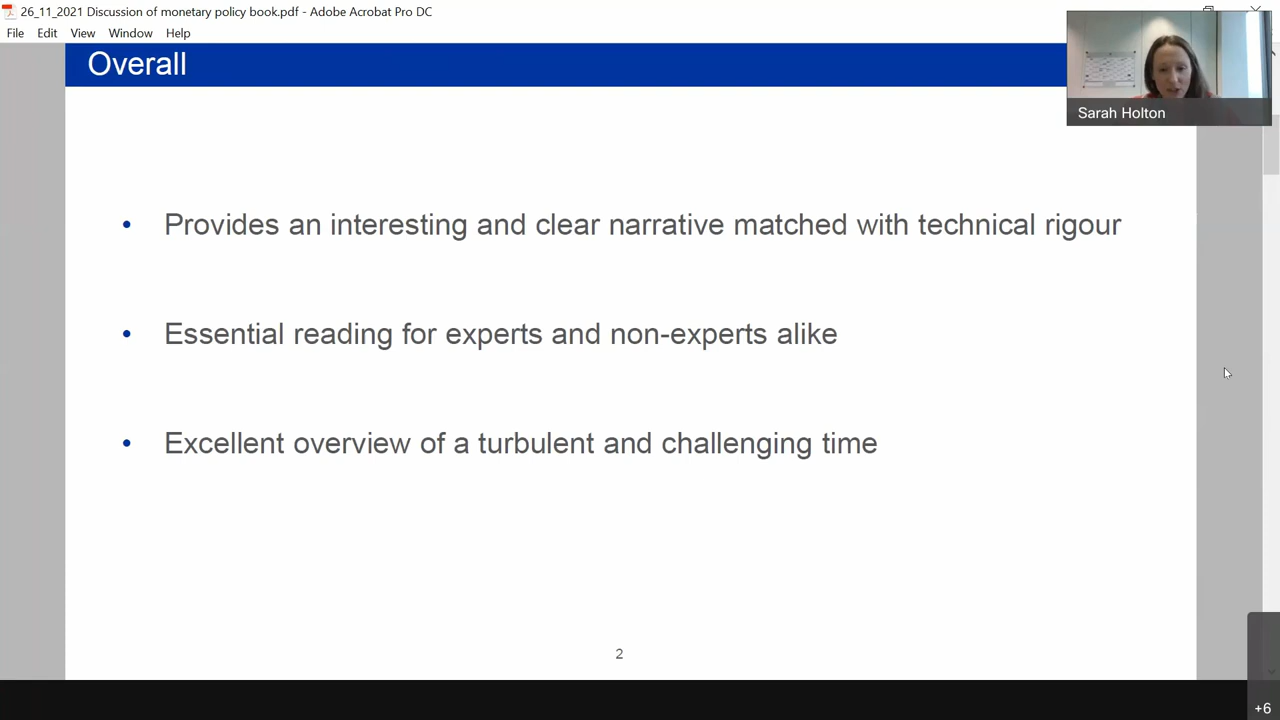 26_11_2021 Discussion of monetary policy book.pdf - Adobe Acrobat Pro DC
File Edit View Window Help
Overall
Sarah Holton
• Provides an interesting and clear narrative matched with technical rigour
• Essential reading for experts and non-experts alike
• Excellent overview of a turbulent and challenging time
2
+6